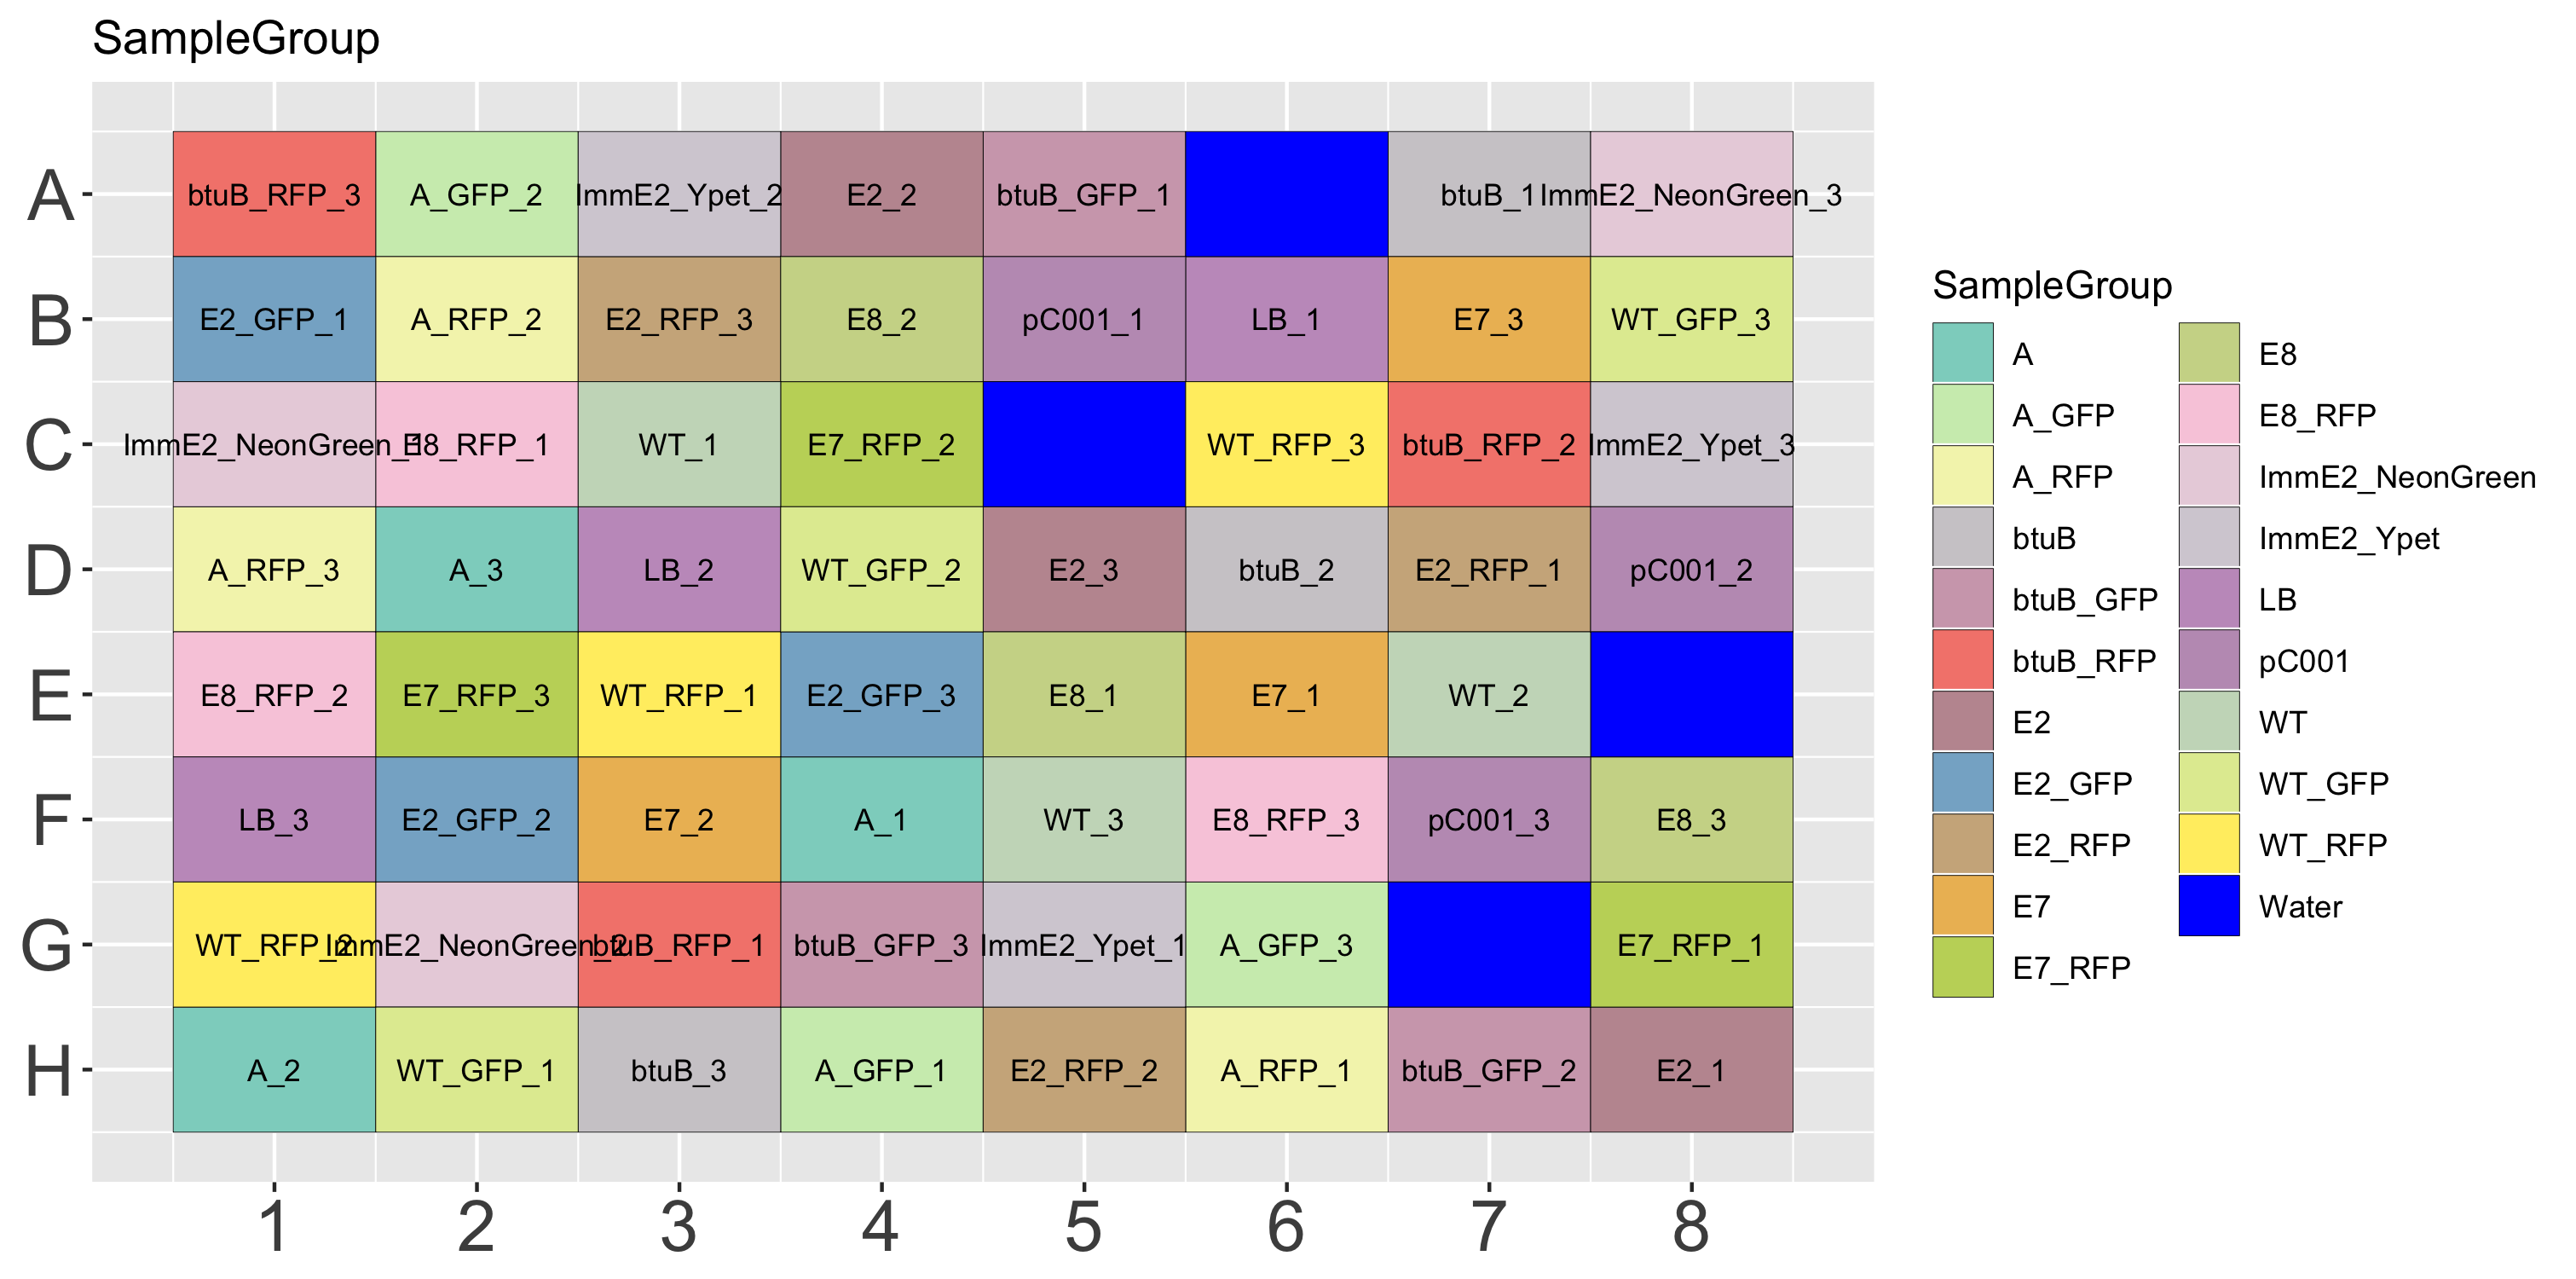 SampleGroup
A btuB_RFP_3 A_GFP_2 ImmE2_Ypet_2 E2_2 btuB_GFP_1 btuB_1 ImmE2_NeonGreen_3
B E2_GFP_1 A_RFP_2 E2_RFP_3 E8_2 pC001_1 LB_1 E7_3 WT_GFP_3
C ImmE2_NeonGreen_1 E8_RFP_1 WT_1 E7_RFP_2 WT_RFP_3 btuB_RFP_2 ImmE2_Ypet_3
D A_RFP_3 A_3 LB_2 WT_GFP_2 E2_3 btuB_2 E2_RFP_1 pC001_2
E E8_RFP_2 E7_RFP_3 WT_RFP_1 E2_GFP_3 E8_1 E7_1 WT_2
F LB_3 E2_GFP_2 E7_2 A_1 WT_3 E8_RFP_3 pC001_3 E8_3
G WT_RFP_2 ImmE2_NeonGreen_2 btuB_RFP_1 btuB_GFP_3 ImmE2_Ypet_1 A_GFP_3 E7_RFP_1
H A_2 WT_GFP_1 btuB_3 A_GFP_1 E2_RFP_2 A_RFP_1 btuB_GFP_2 E2_1
1 2 3 4 5 6 7 8
SampleGroup
A
A_GFP
A_RFP
btuB
btuB_GFP
btuB_RFP
E2
E2_GFP
E2_RFP
E7
E7_RFP
E8
E8_RFP
ImmE2_NeonGreen
ImmE2_Ypet
LB
pC001
WT
WT_GFP
WT_RFP
Water